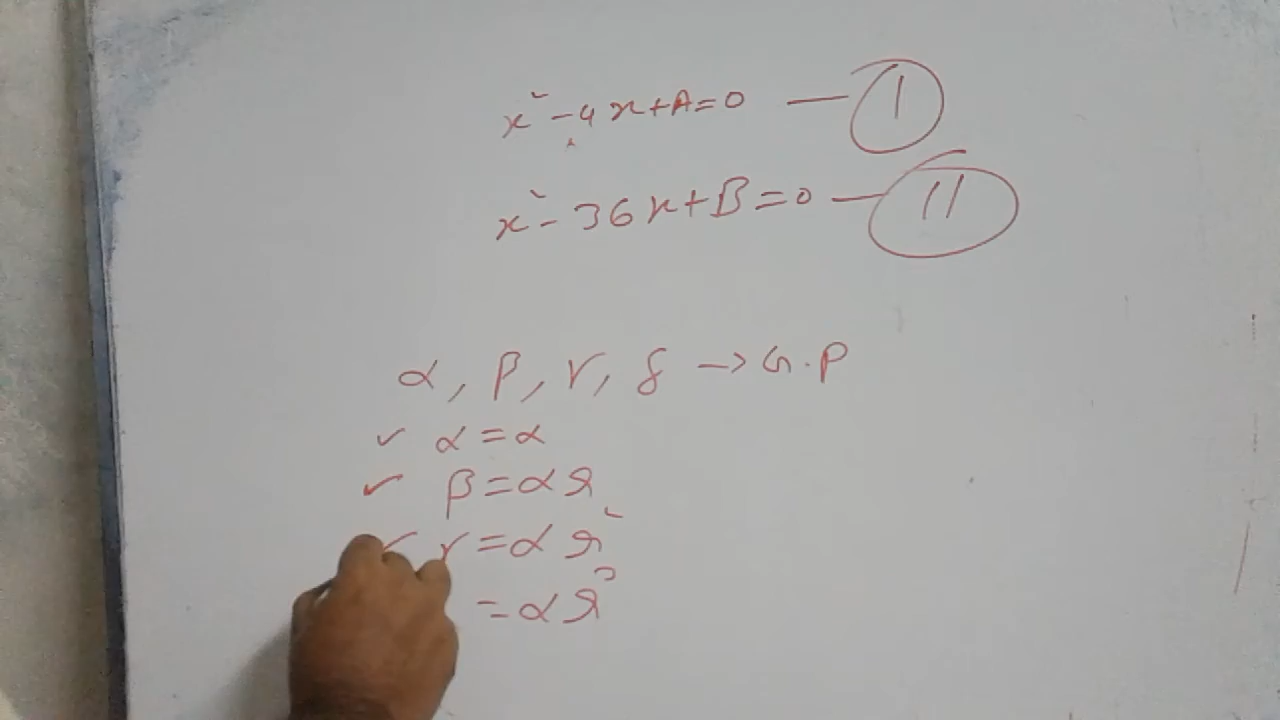 x² - 4x + A = 0 — I
x² - 36x + B = 0 — II
α, β, γ, δ → G.P
✓ α = α
✓ β = αr
✓ γ = αr²
= αr³